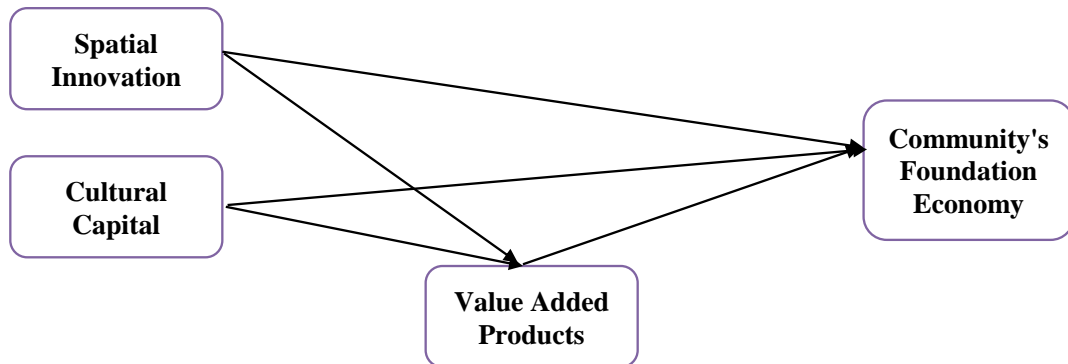 Spatial
Innovation
Cultural
Capital
Community's
Foundation
Economy
Value Added
Products